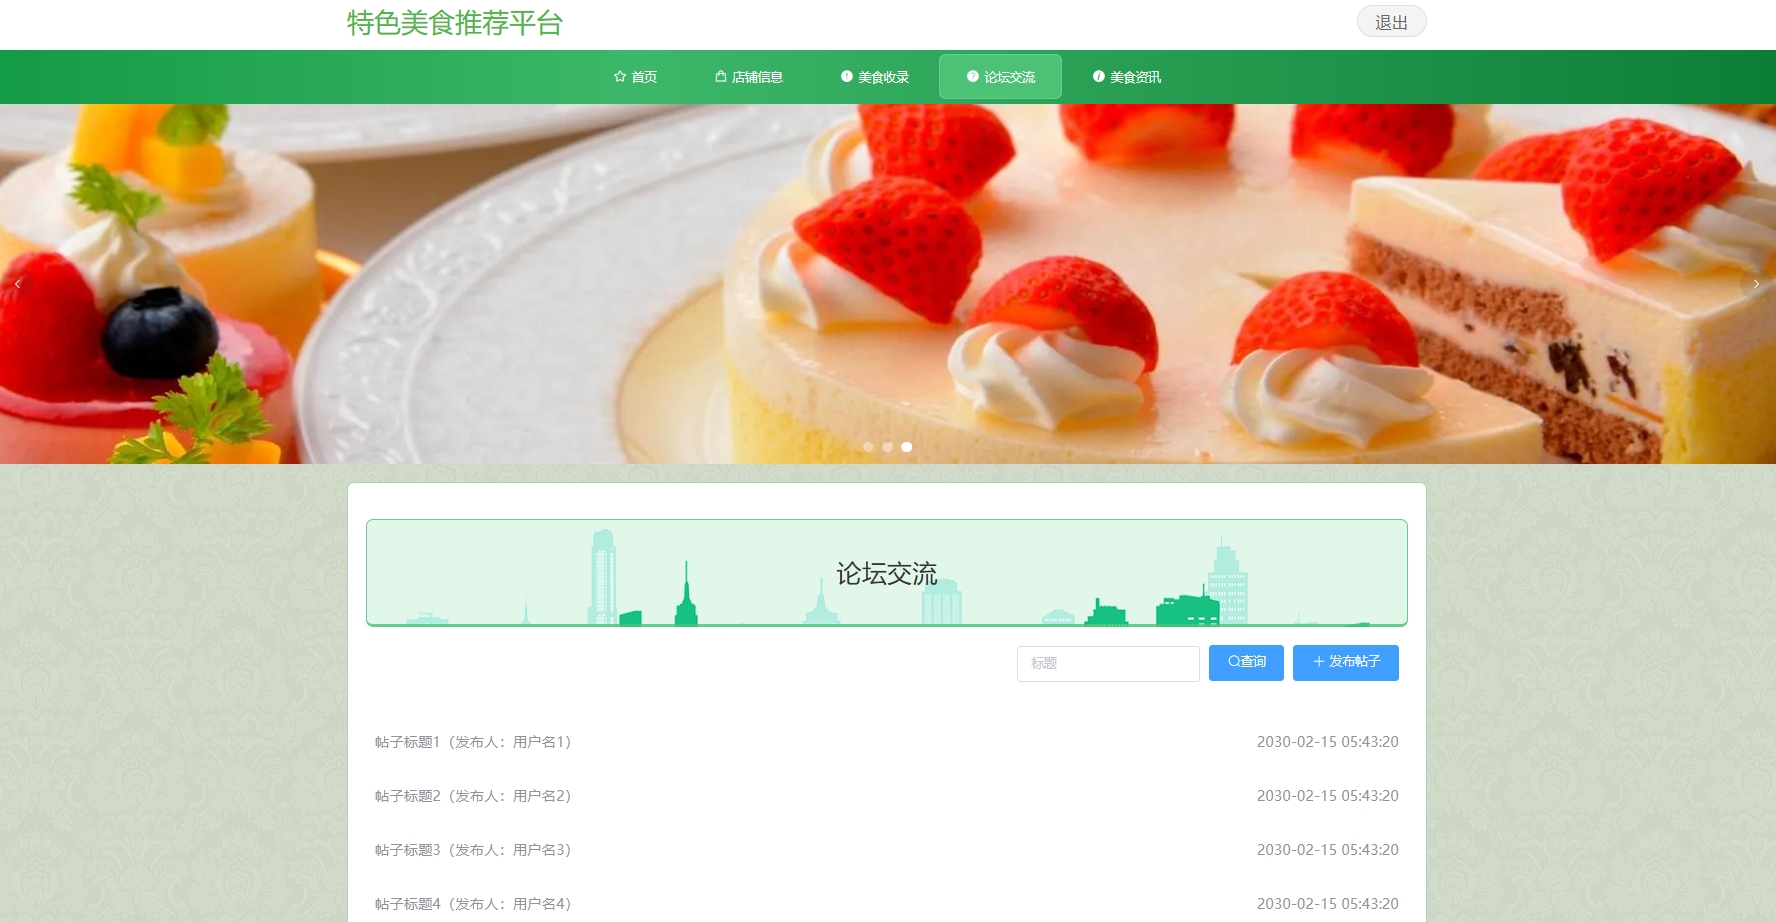 特色美食推荐平台
退出
首页 店铺信息 美食收录 论坛交流 美食资讯
论坛交流
标题 查询 发布帖子
帖子标题1（发布人：用户名1） 2030-02-15 05:43:20
帖子标题2（发布人：用户名2） 2030-02-15 05:43:20
帖子标题3（发布人：用户名3） 2030-02-15 05:43:20
帖子标题4（发布人：用户名4） 2030-02-15 05:43:20